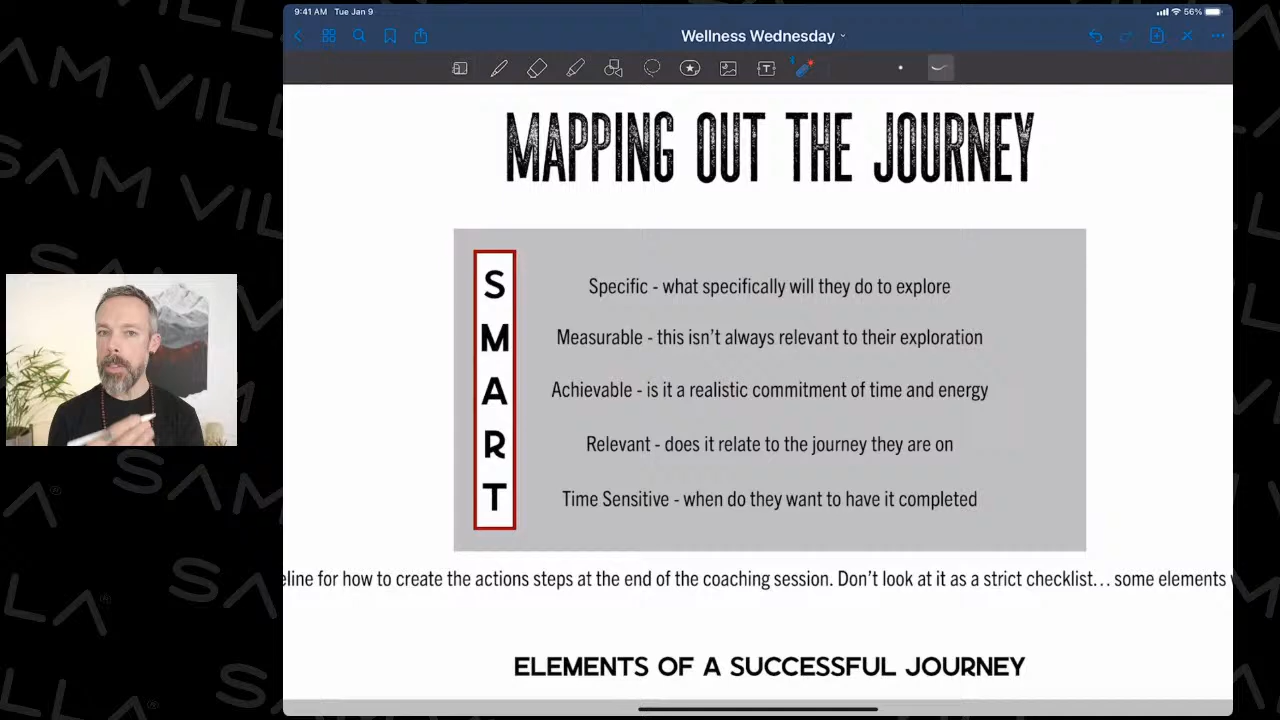 9:41 AM Tue Jan 9
56%
Wellness Wednesday
MAPPING OUT THE JOURNEY
S
Specific - what specifically will they do to explore
M
Measurable - this isn't always relevant to their exploration
A
Achievable - is it a realistic commitment of time and energy
R
Relevant - does it relate to the journey they are on
T
Time Sensitive - when do they want to have it completed
eline for how to create the actions steps at the end of the coaching session. Don't look at it as a strict checklist... some elements
ELEMENTS OF A SUCCESSFUL JOURNEY
SAM VILLA
SAM VILLA